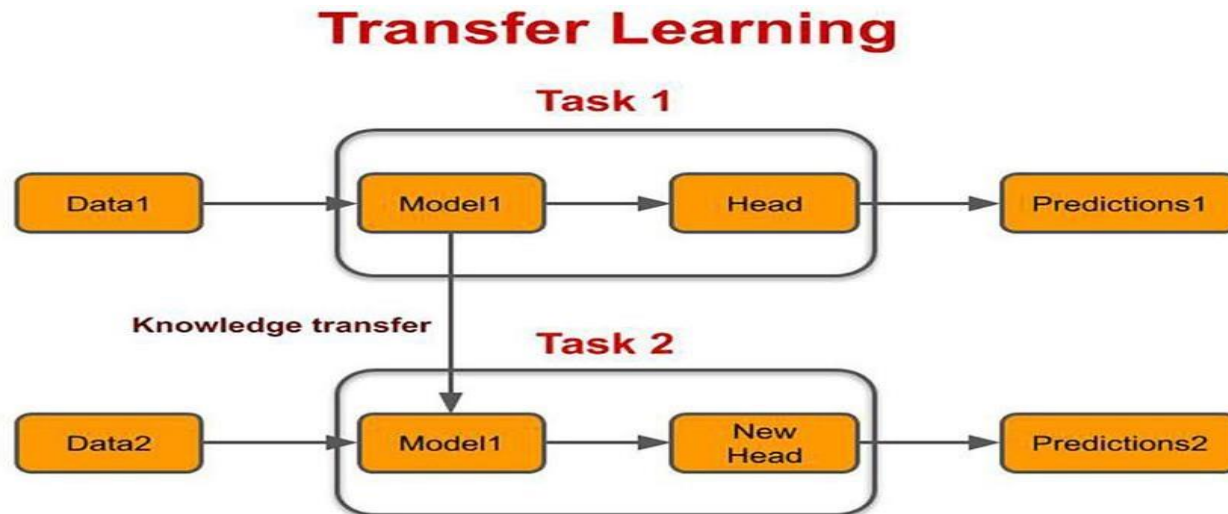 Transfer Learning
Task 1
Data1
Model1
Head
Predictions1
Knowledge transfer
Task 2
Data2
Model1
New
Head
Predictions2